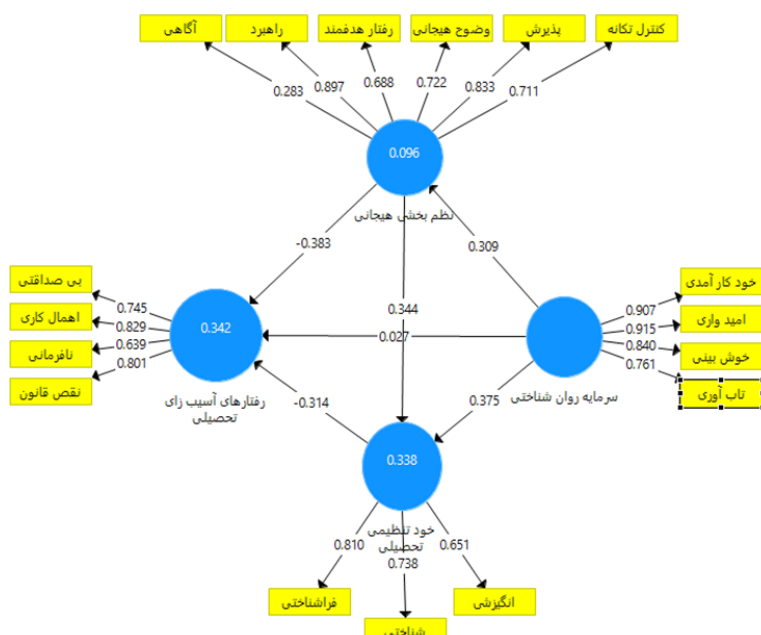 کنترل تکانه
پذیرش
وضوح هیجانی
رفتار هدفمند
راهبرد
آگاهی
0.283
0.897
0.688
0.722
0.833
0.711
0.096
نظم بخشی هیجانی
-0.383
0.309
بی صداقتی
اهمال کاری
نافرمانی
نقص قانون
0.745
0.829
0.639
0.801
0.342
رفتارهای آسیب زای
تحصیلی
0.344
0.027
خود کار آمدی
امید واری
خوش بینی
تاب آوری
0.907
0.915
0.840
0.761
سرمایه روان شناختی
-0.314
0.375
0.338
خود تنظیمی
تحصیلی
0.810
0.738
0.651
فراشناختی
شناختی
انگیزشی